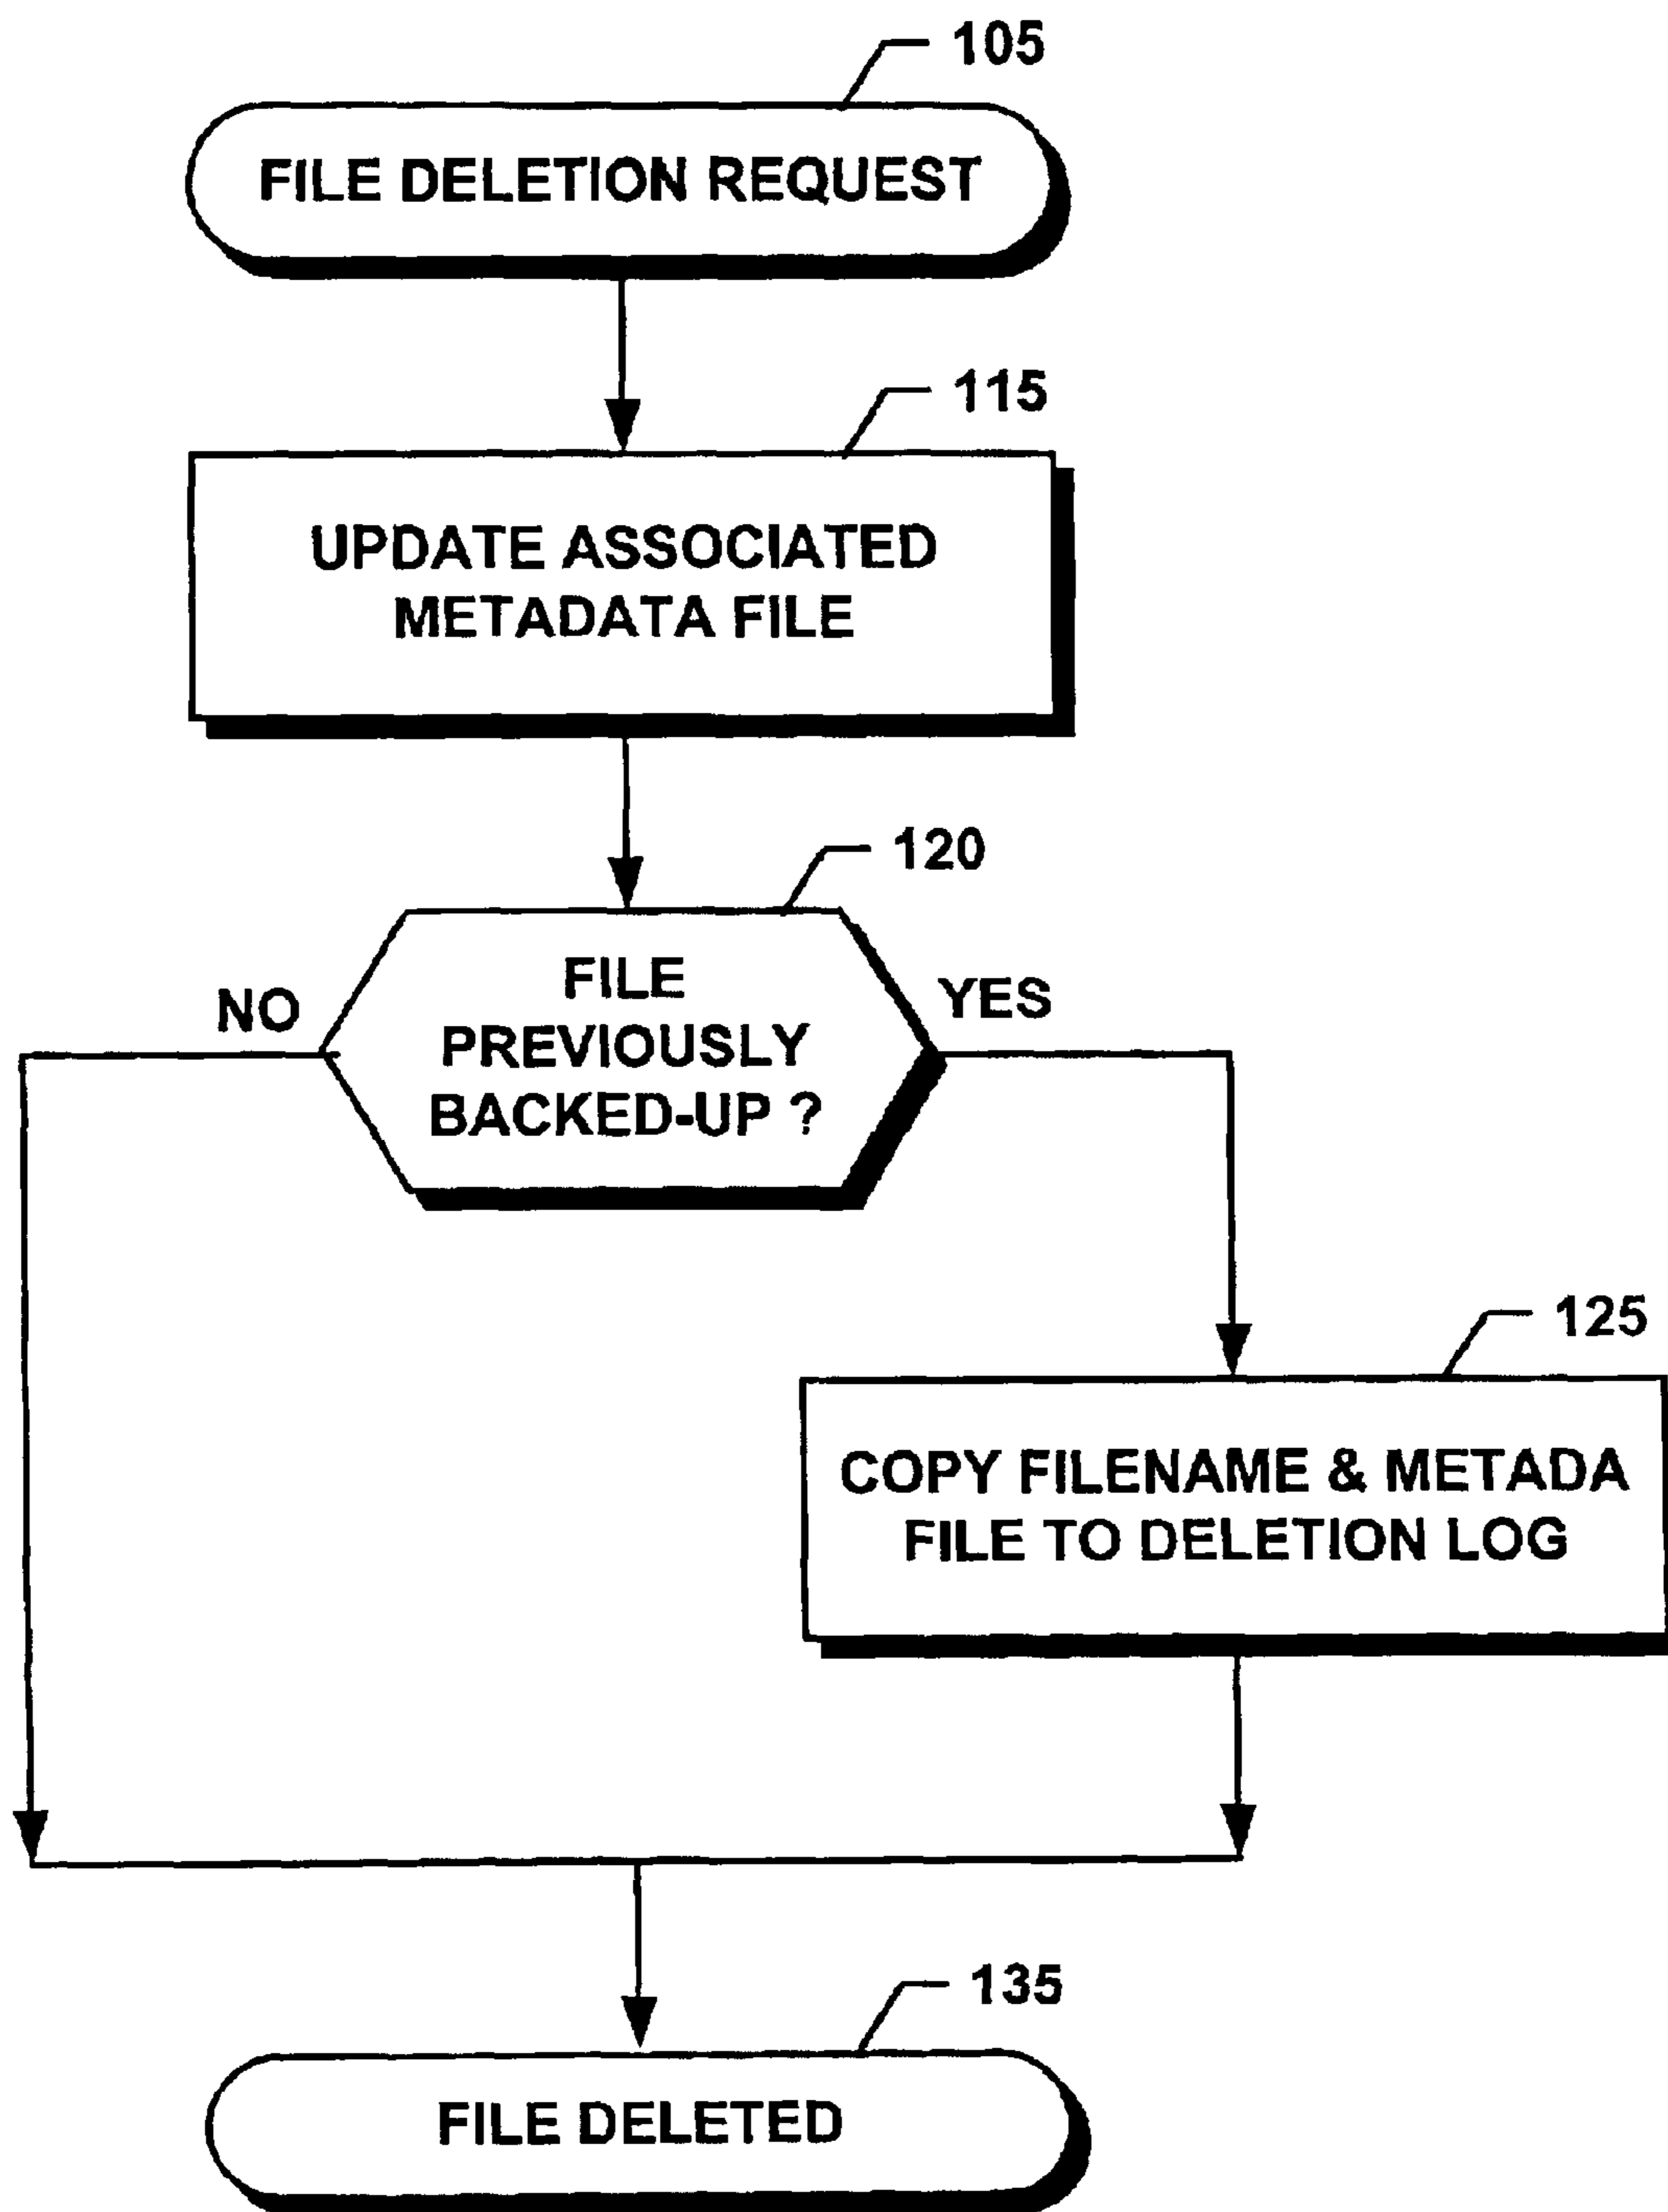 105
FILE DELETION REQUEST
115
UPDATE ASSOCIATED
METADATA FILE
120
NO
FILE
PREVIOUSLY
BACKED-UP ?
YES
125
COPY FILENAME & METADA
FILE TO DELETION LOG
135
FILE DELETED